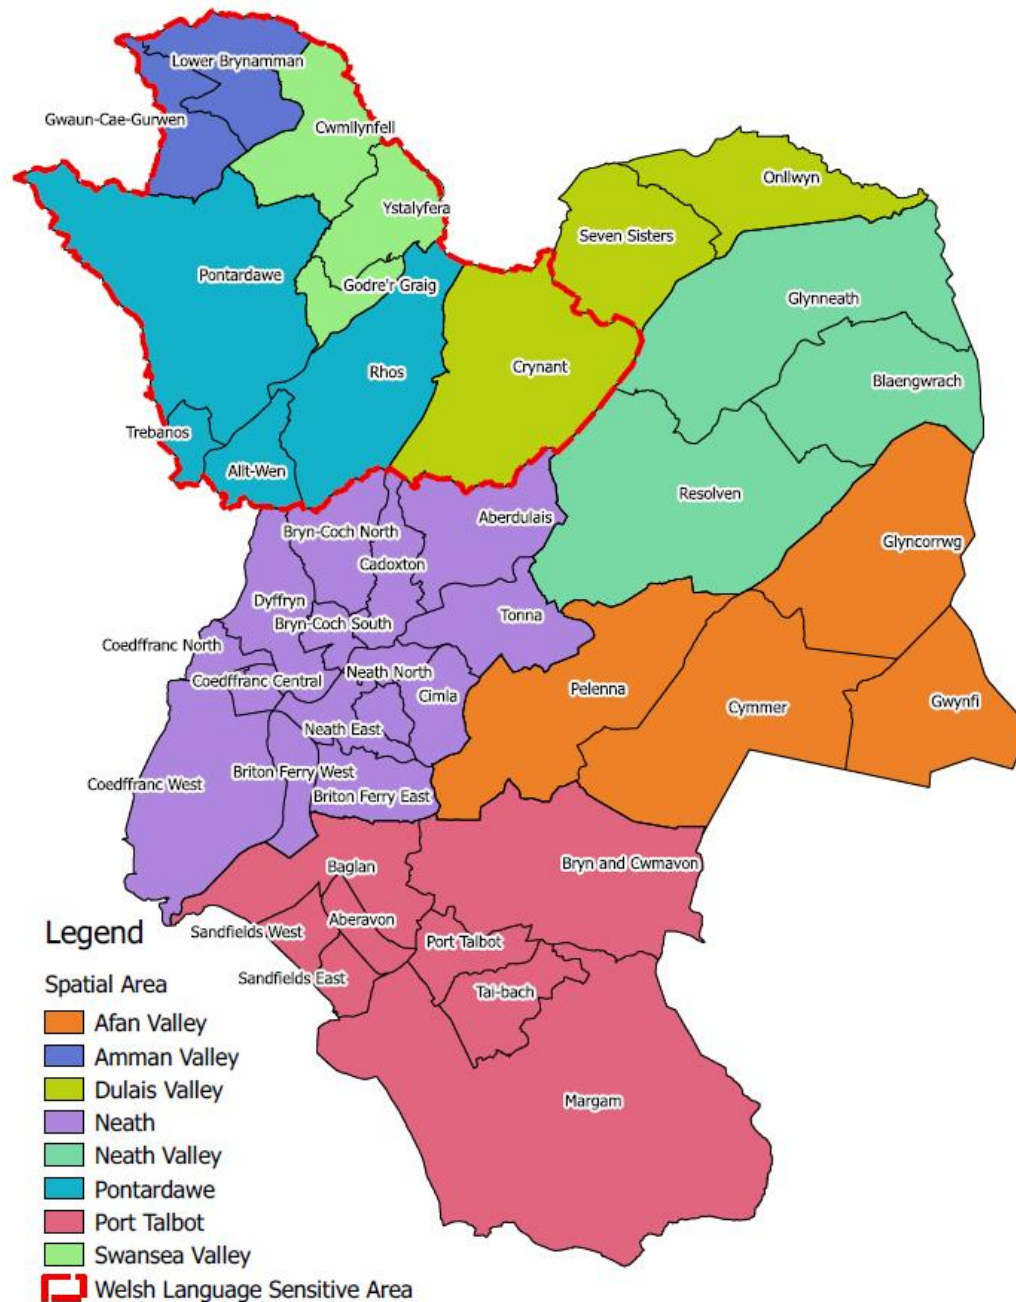 Lower Brynamman
Gwaun-Cae-Gurwen
Cwmllynfell
Onllwyn
Ystalyfera
Seven Sisters
Pontardawe
Godre'r Graig
Glynneath
Rhos
Crynant
Blaengwrach
Trebanos
Allt-Wen
Resolven
Aberdulais
Bryn-Coch North
Glyncorrwg
Cadoxton
Dyffryn
Tonna
Bryn-Coch South
Coedffranc North
Neath North
Coedffranc Central
Cimla
Pelenna
Gwynfi
Cymmer
Neath East
Briton Ferry West
Coedffranc West
Briton Ferry East
Baglan
Bryn and Cwmavon
Aberavon
Sandfields West
Port Talbot
Sandfields East
Tai-bach
Margam
Legend
Spatial Area
Afan Valley
Amman Valley
Dulais Valley
Neath
Neath Valley
Pontardawe
Port Talbot
Swansea Valley
Welsh Language Sensitive Area